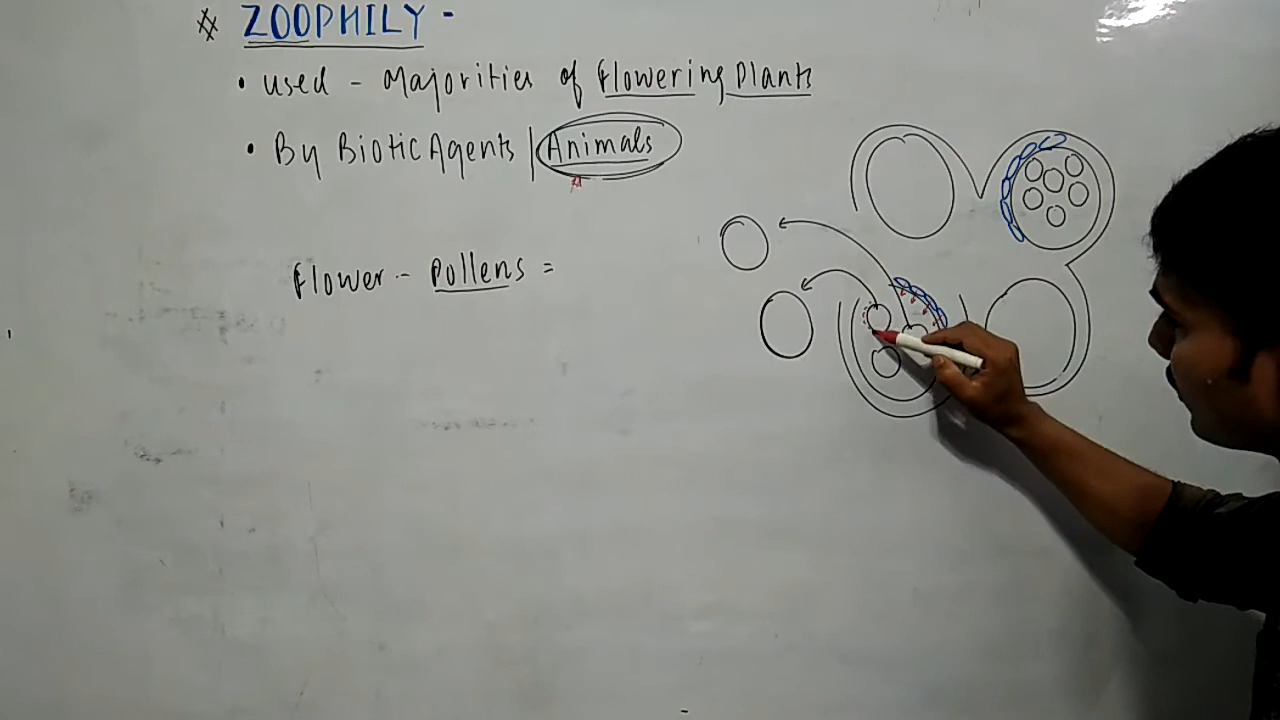 # ZOOPHILY -
• used - Majorities of Flowering Plants
• By Biotic Agents | Animals
Flower - Pollens =